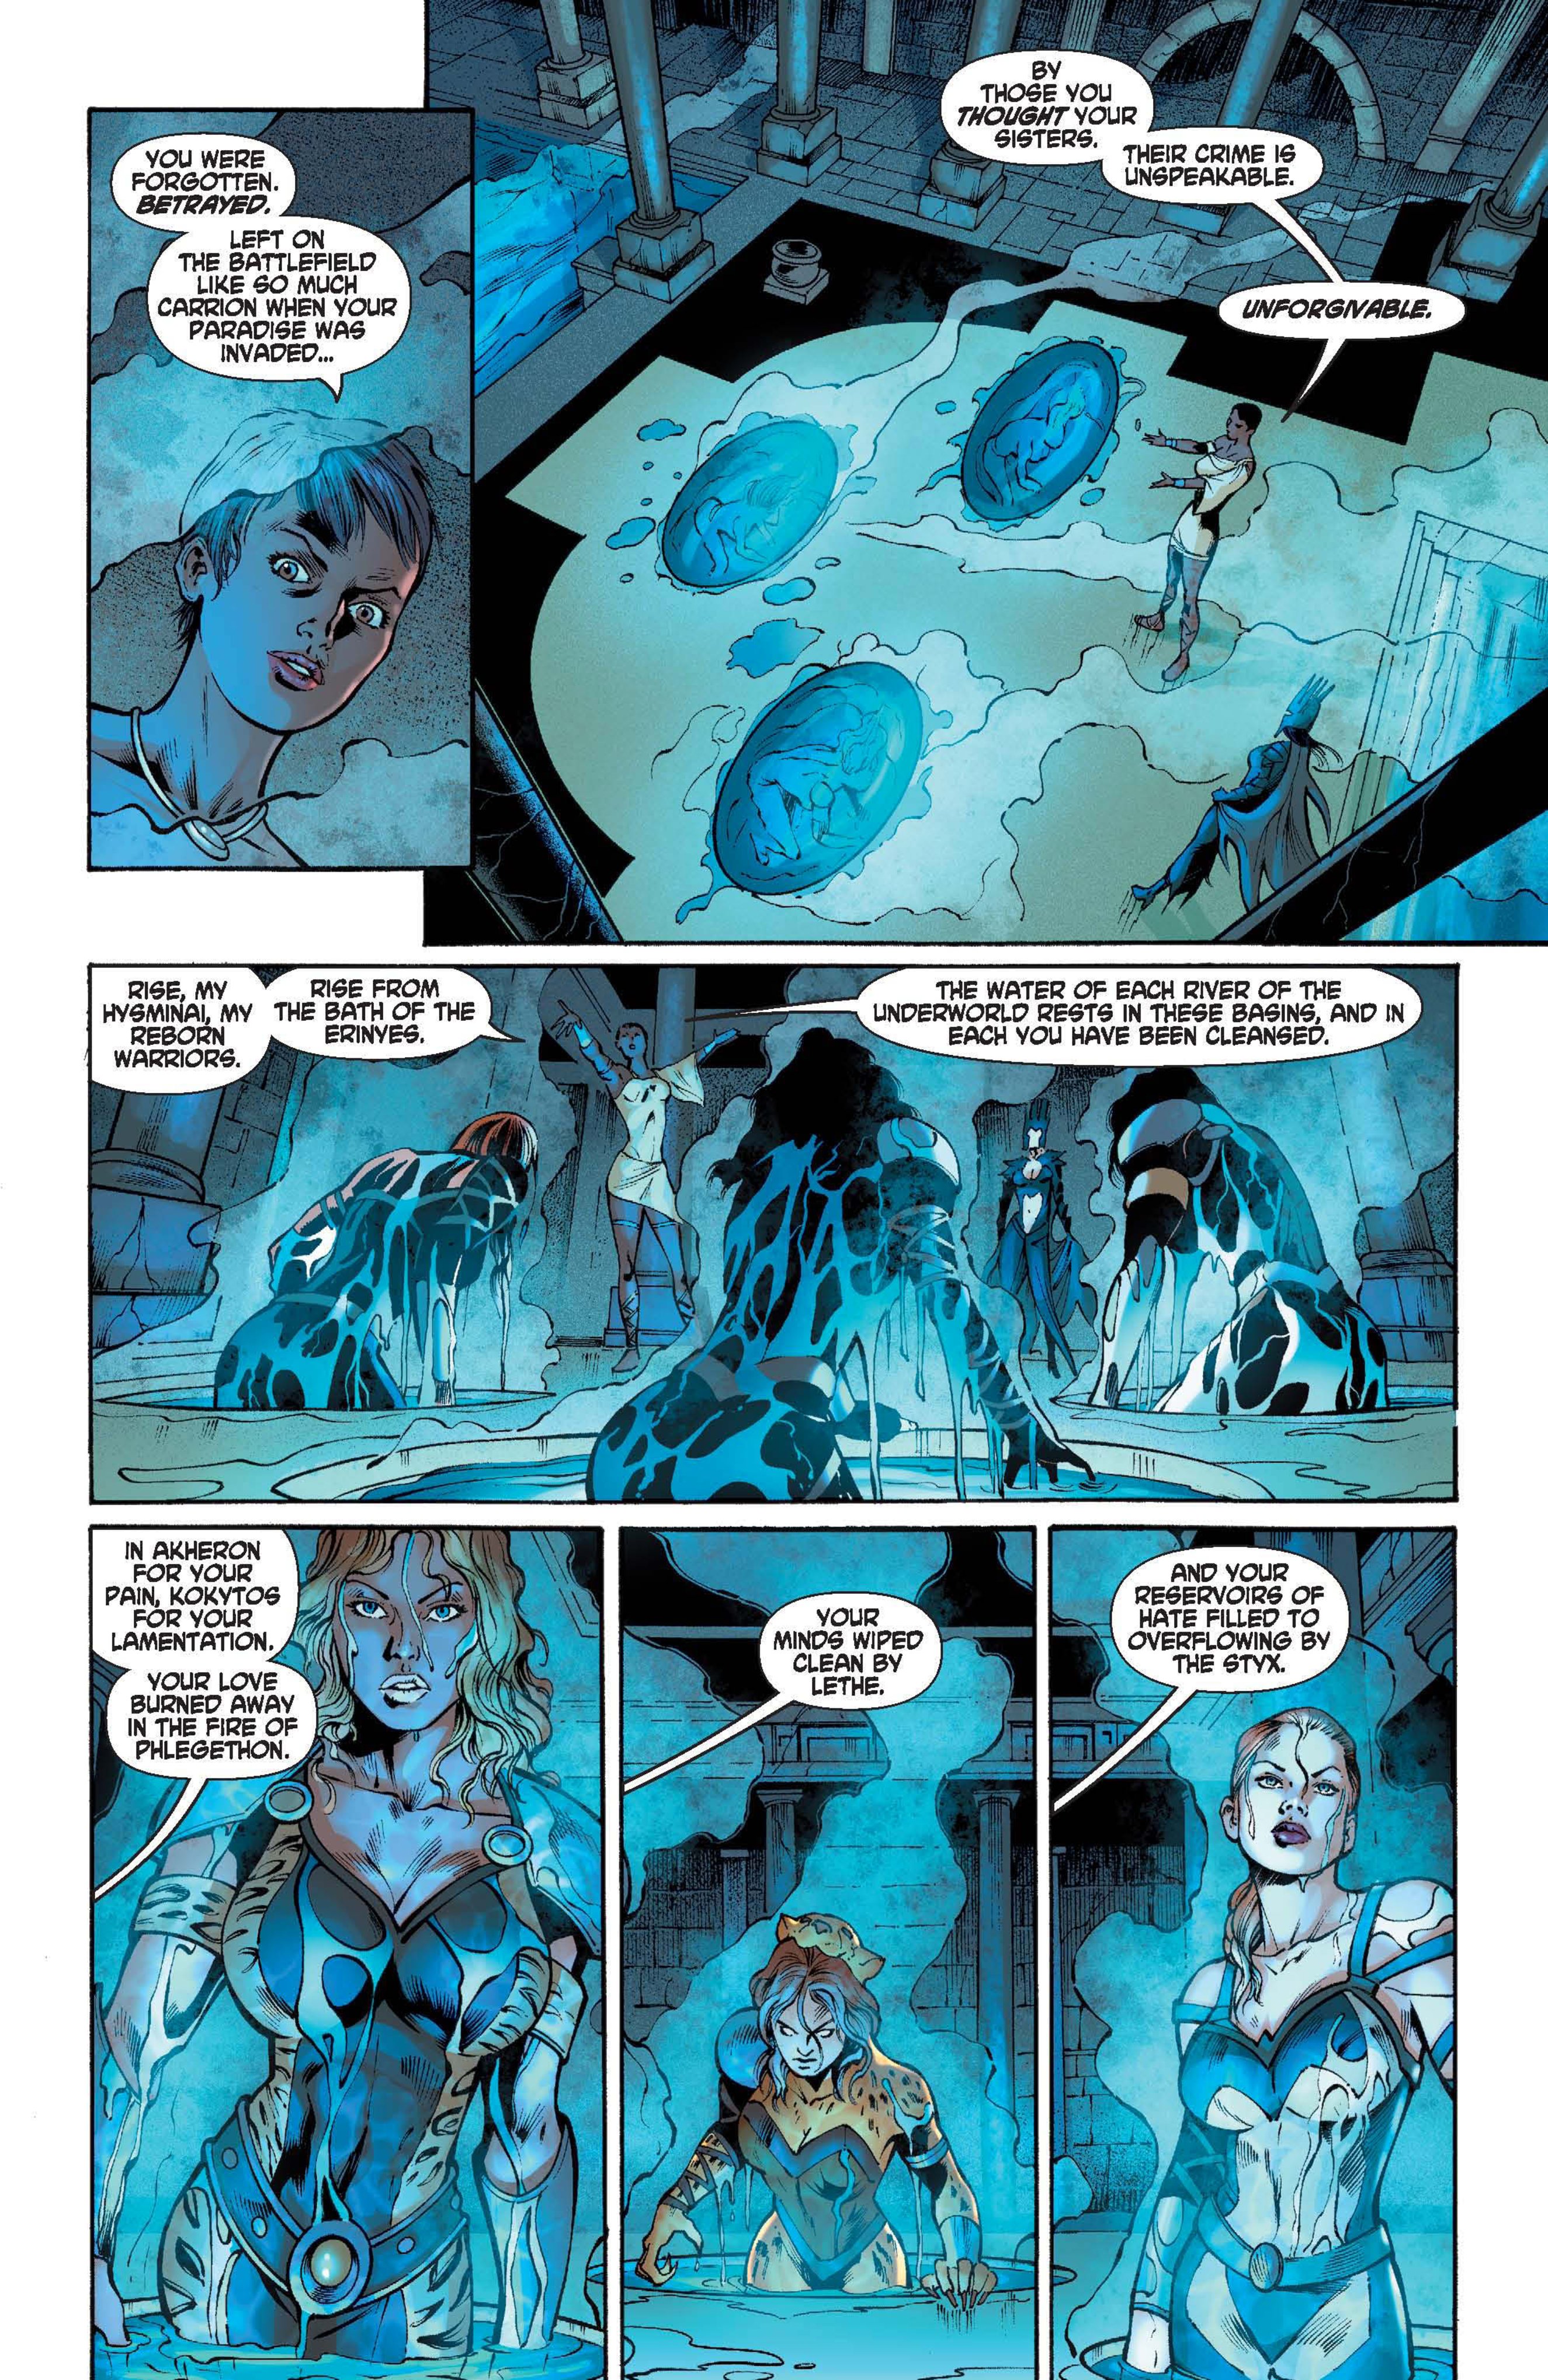 YOU WERE
FORGOTTEN.
BETRAYED.
LEFT ON
THE BATTLEFIELD
LIKE SO MUCH
CARRION WHEN YOUR
PARADISE WAS
INVADED...
BY
THOSE YOU
THOUGHT YOUR
SISTERS.
THEIR CRIME IS
UNSPEAKABLE.
UNFORGIVABLE.
RISE, MY
HYSMINAI, MY
REBORN
WARRIORS.
RISE FROM
THE BATH OF THE
ERINYES.
THE WATER OF EACH RIVER OF THE
UNDERWORLD RESTS IN THESE BASINS, AND IN
EACH YOU HAVE BEEN CLEANSED.
IN AKHERON
FOR YOUR
PAIN, KOKYTOS
FOR YOUR
LAMENTATION.
YOUR LOVE
BURNED AWAY
IN THE FIRE OF
PHLEGETHON.
YOUR
MINDS WIPED
CLEAN BY
LETHE.
AND YOUR
RESERVOIRS OF
HATE FILLED TO
OVERFLOWING BY
THE STYX.